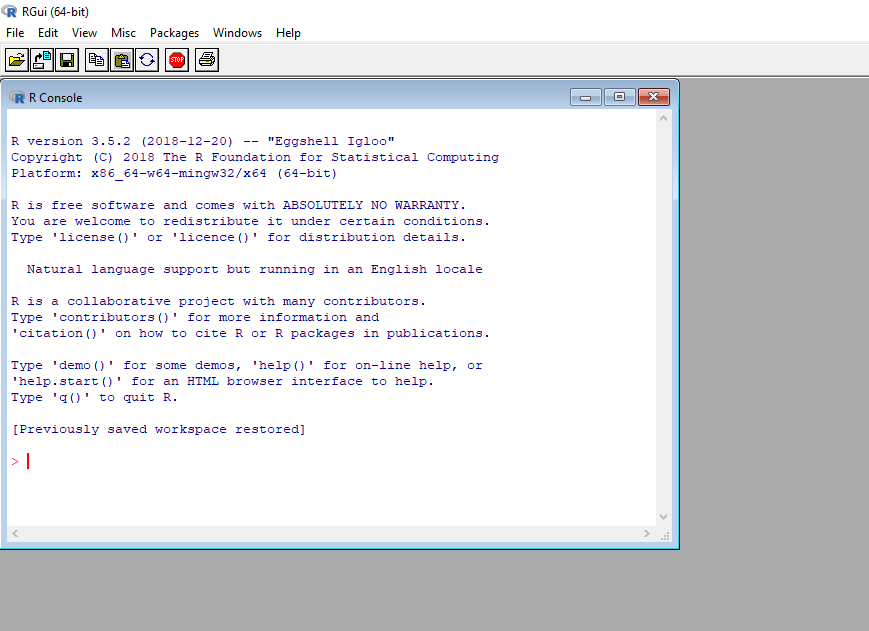 RGui (64-bit)
File Edit View Misc Packages Windows Help
STOP
R Console
R version 3.5.2 (2018-12-20) -- "Eggshell Igloo"
Copyright (C) 2018 The R Foundation for Statistical Computing
Platform: x86_64-w64-mingw32/x64 (64-bit)
R is free software and comes with ABSOLUTELY NO WARRANTY.
You are welcome to redistribute it under certain conditions.
Type 'license()' or 'licence()' for distribution details.
Natural language support but running in an English locale
R is a collaborative project with many contributors.
Type 'contributors()' for more information and
'citation()' on how to cite R or R packages in publications.
Type 'demo()' for some demos, 'help()' for on-line help, or
'help.start()' for an HTML browser interface to help.
Type 'q()' to quit R.
[Previously saved workspace restored]
>